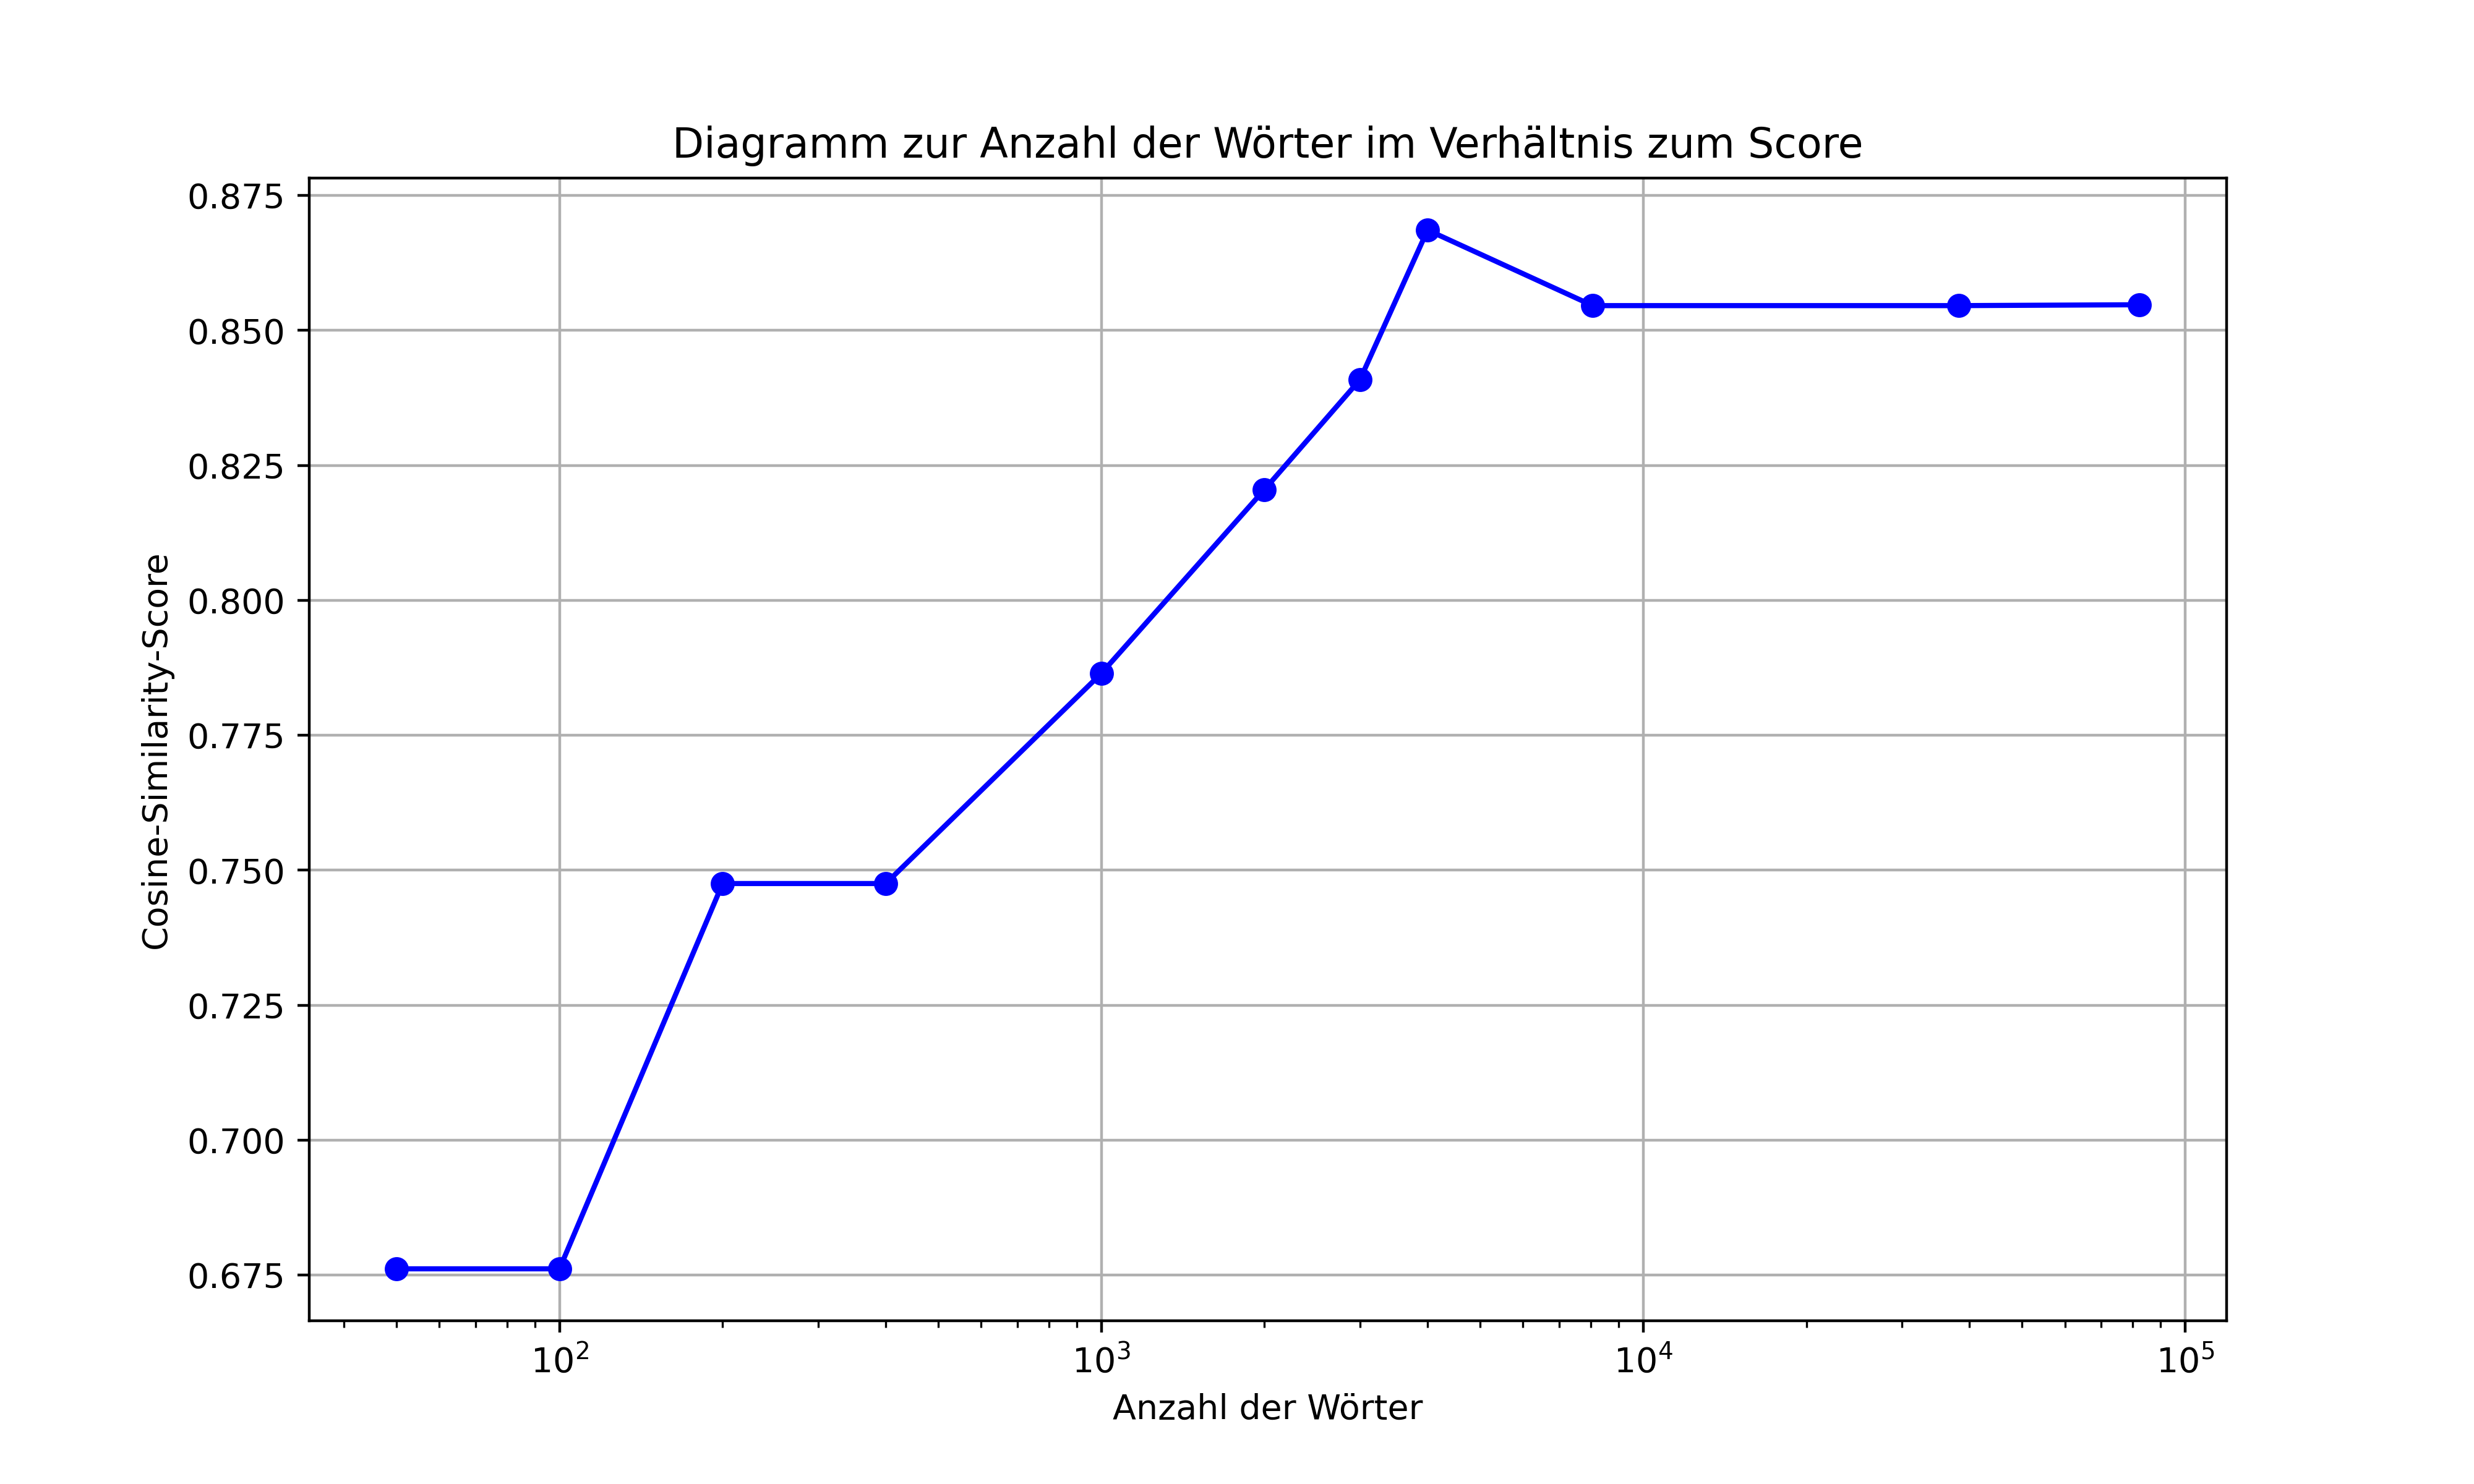 Diagramm zur Anzahl der Wörter im Verhältnis zum Score
0.875
0.850
0.825
0.800
0.775
0.750
0.725
0.700
0.675
Cosine-Similarity-Score
10² 10³ 10⁴ 10⁵
Anzahl der Wörter